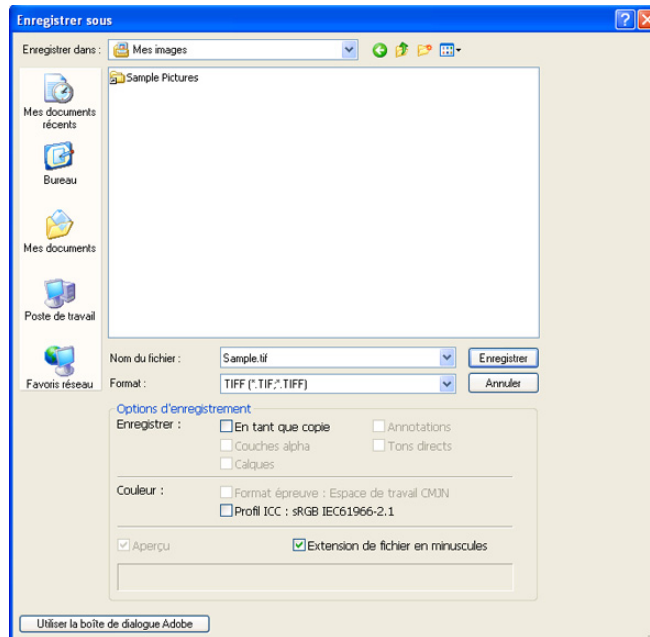 Enregistrer sous
Enregistrer dans : Mes images
Sample Pictures
Mes documents
récents
Bureau
Mes documents
Poste de travail
Favoris réseau
Nom du fichier : Sample.tif Enregistrer
Format : TIFF (*.TIF;*.TIFF) Annuler
Options d'enregistrement
Enregistrer : En tant que copie Annotations
Couches alpha Tons directs
Calques
Couleur : Format épreuve : Espace de travail CMJN
Profil ICC : sRGB IEC61966-2.1
Aperçu Extension de fichier en minuscules
Utiliser la boîte de dialogue Adobe